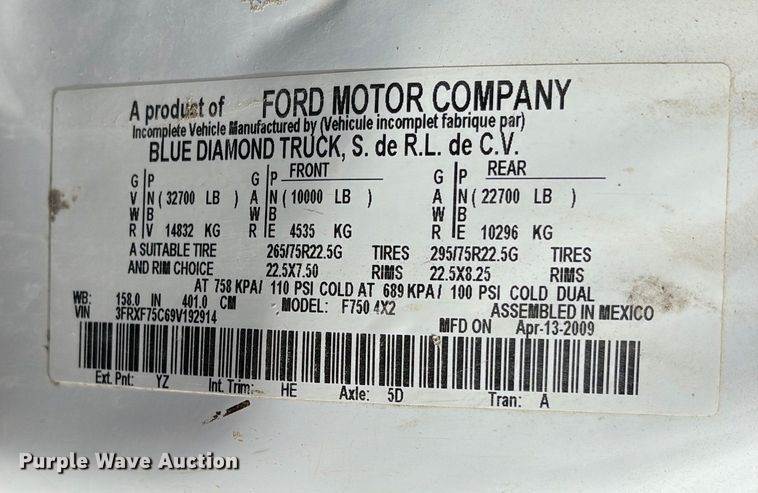 A product of FORD MOTOR COMPANY
Incomplete Vehicle Manufactured by (Vehicule incomplet fabrique par)
BLUE DIAMOND TRUCK, S. de R.L. de C.V.
FRONT REAR
G P G P G P
V N ( 32700 LB ) A N ( 10000 LB ) A N ( 22700 LB )
W B W B W B
R V 14832 KG R E 4535 KG R E 10296 KG
A SUITABLE TIRE 265/75R22.5G TIRES 295/75R22.5G TIRES
AND RIM CHOICE 22.5X7.50 RIMS 22.5X8.25 RIMS
AT 758 KPA/ 110 PSI COLD AT 689 KPA/ 100 PSI COLD DUAL
WB: 158.0 IN 401.0 CM MODEL: F750 4X2 ASSEMBLED IN MEXICO
VIN 3FRXF75C69V192914 MFD ON Apr-13-2009
Ext. Pnt: YZ Int. Trim: HE Axle: 5D Tran: A
Purple Wave Auction